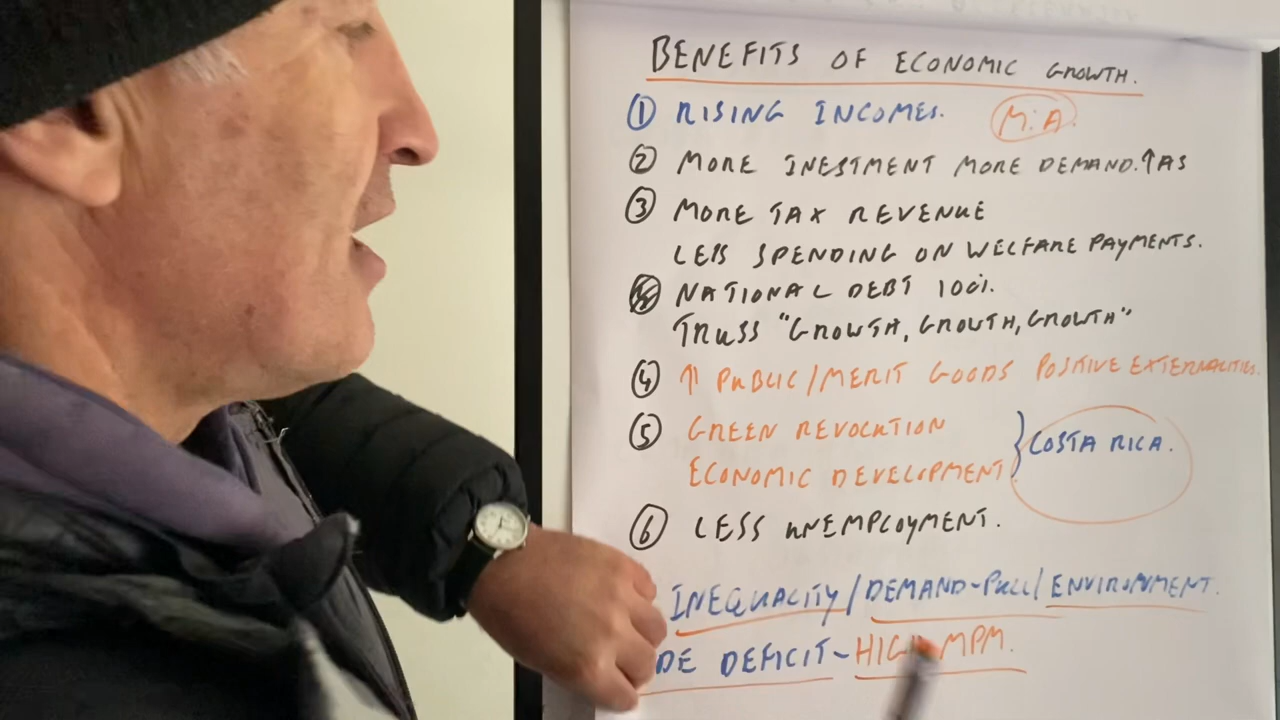 BENEFITS OF ECONOMIC GROWTH.
① RISING INCOMES. M.A.
② MORE INESTMENT MORE DEMAND. ↑AS
③ MORE TAX REVENUE
LESS SPENDING ON WELFARE PAYMENTS.
NATIONAL DEBT 100%.
TRUSS "GROWTH, GROWTH, GROWTH"
④ ⇑ PUBLIC/MERIT GOODS POSITIVE EXTERNALITIES.
⑤ GREEN REVOLUTION
ECONOMIC DEVELOPMENT } COSTA RICA.
⑥ LESS UNEMPLOYMENT.
INEQUALITY/DEMAND-PULL/ENVIRONMENT.
DE DEFICIT - HIGH MPM.